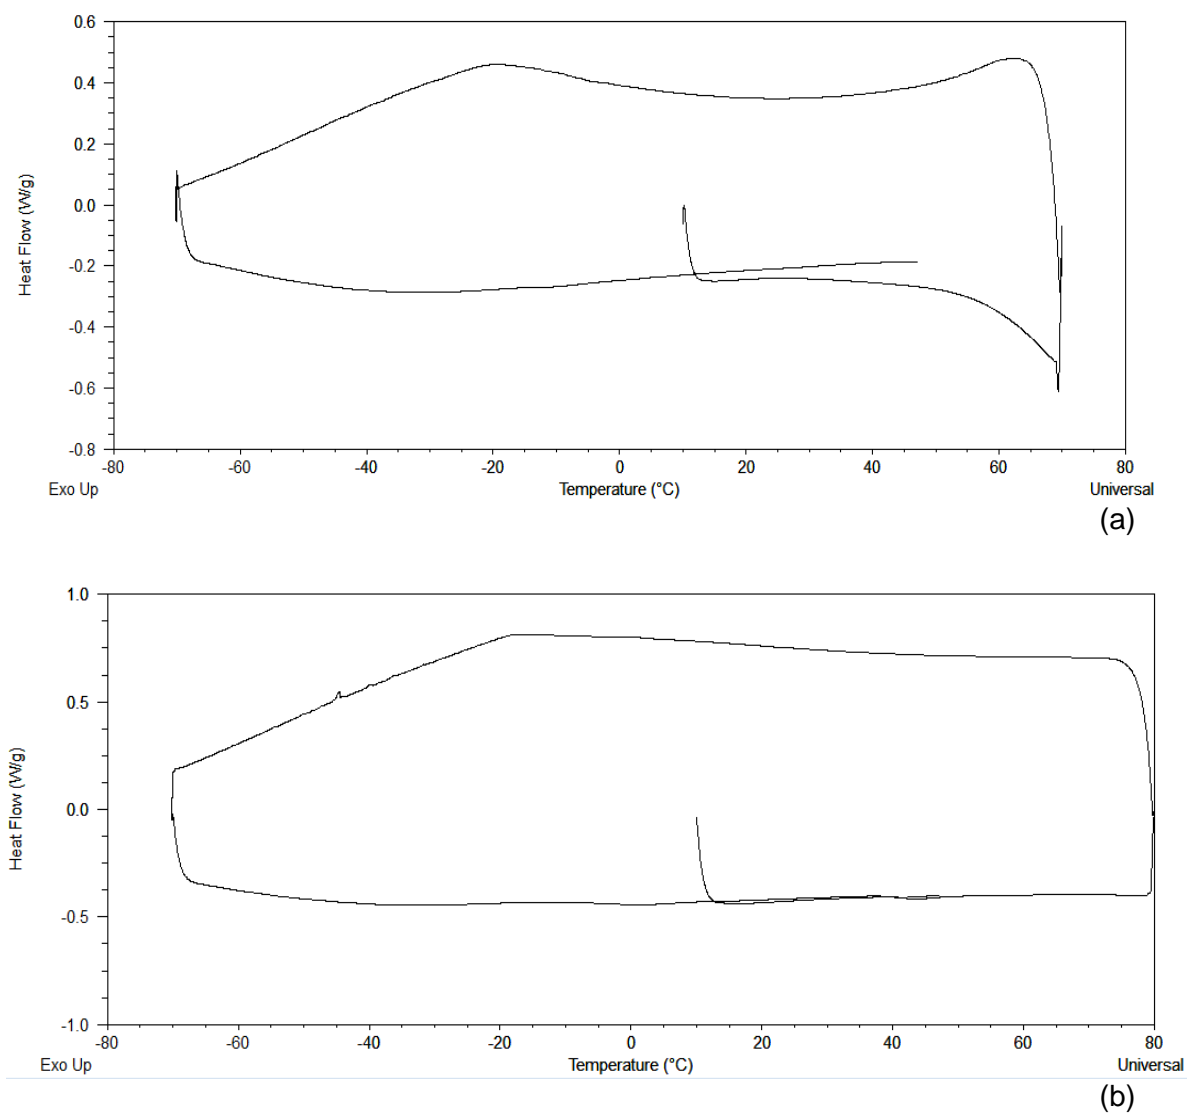 0.6
0.4
0.2
0.0
-0.2
-0.4
-0.6
-0.8
Heat Flow (W/g)
-80 -60 -40 -20 0 20 40 60 80
Exo Up Temperature (°C) Universal
(a)
1.0
0.5
0.0
-0.5
-1.0
Heat Flow (W/g)
-80 -60 -40 -20 0 20 40 60 80
Exo Up Temperature (°C) Universal
(b)